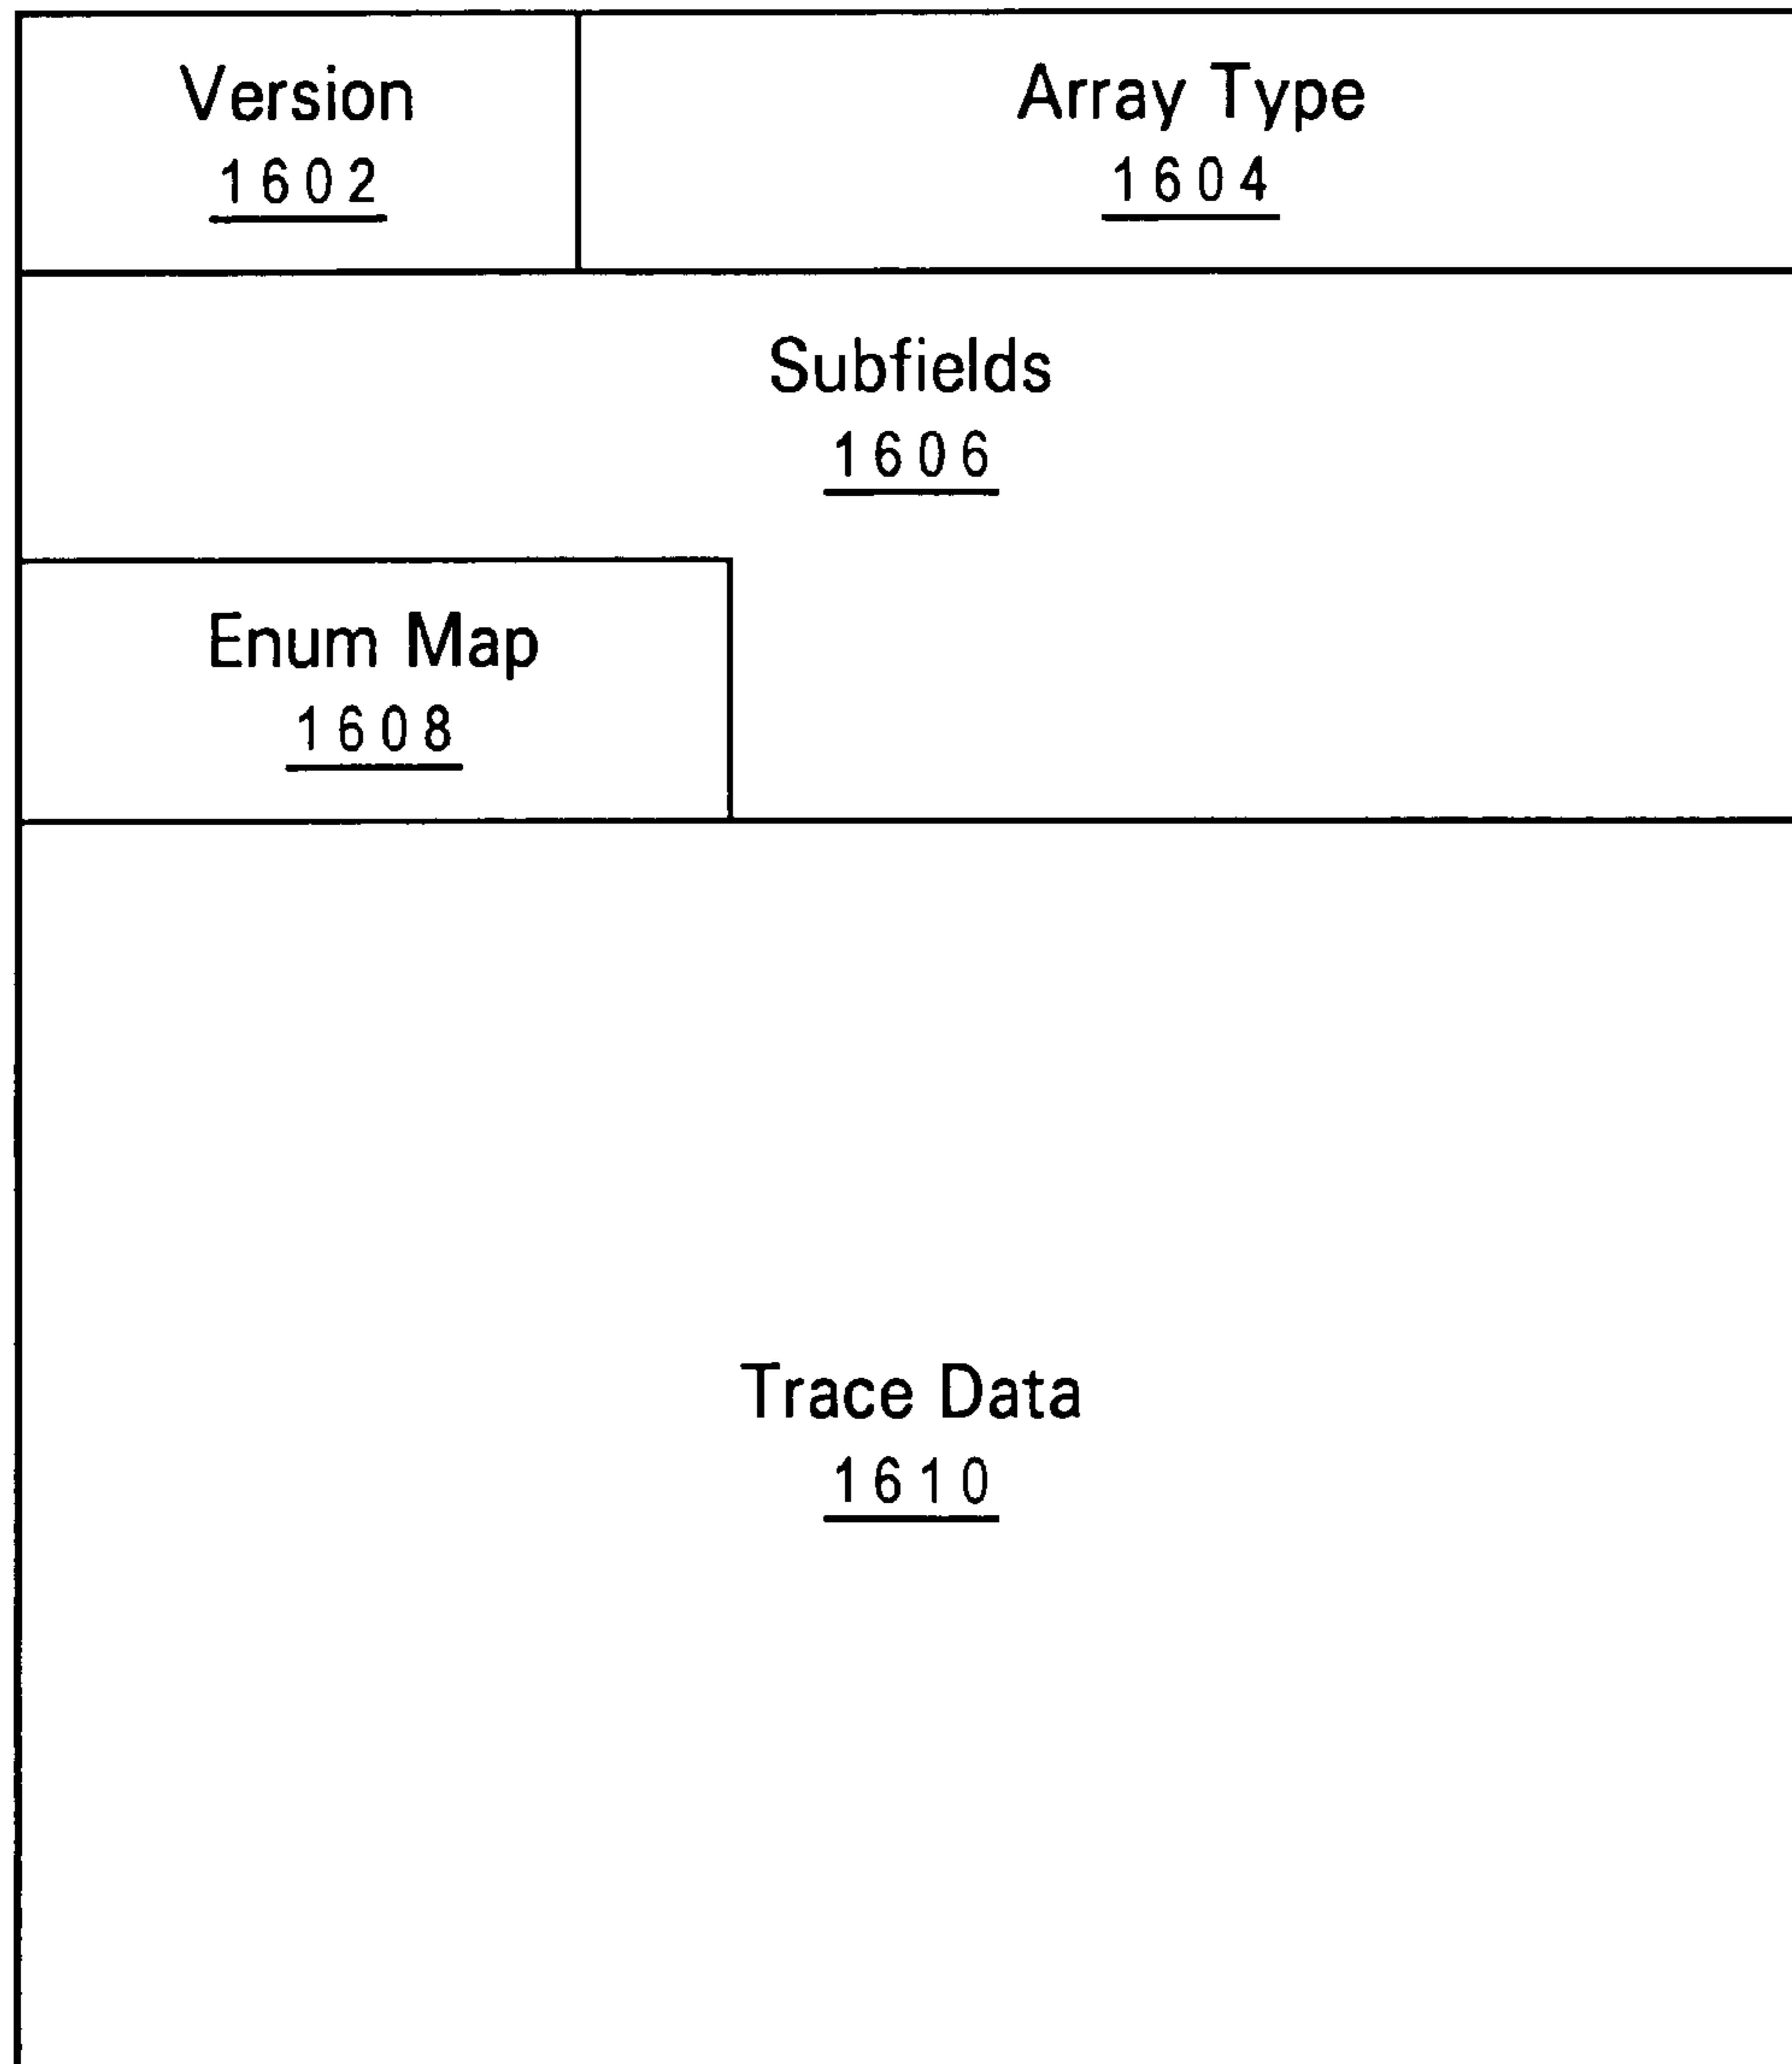 Version
1602
Array Type
1604
Subfields
1606
Enum Map
1608
Trace Data
1610